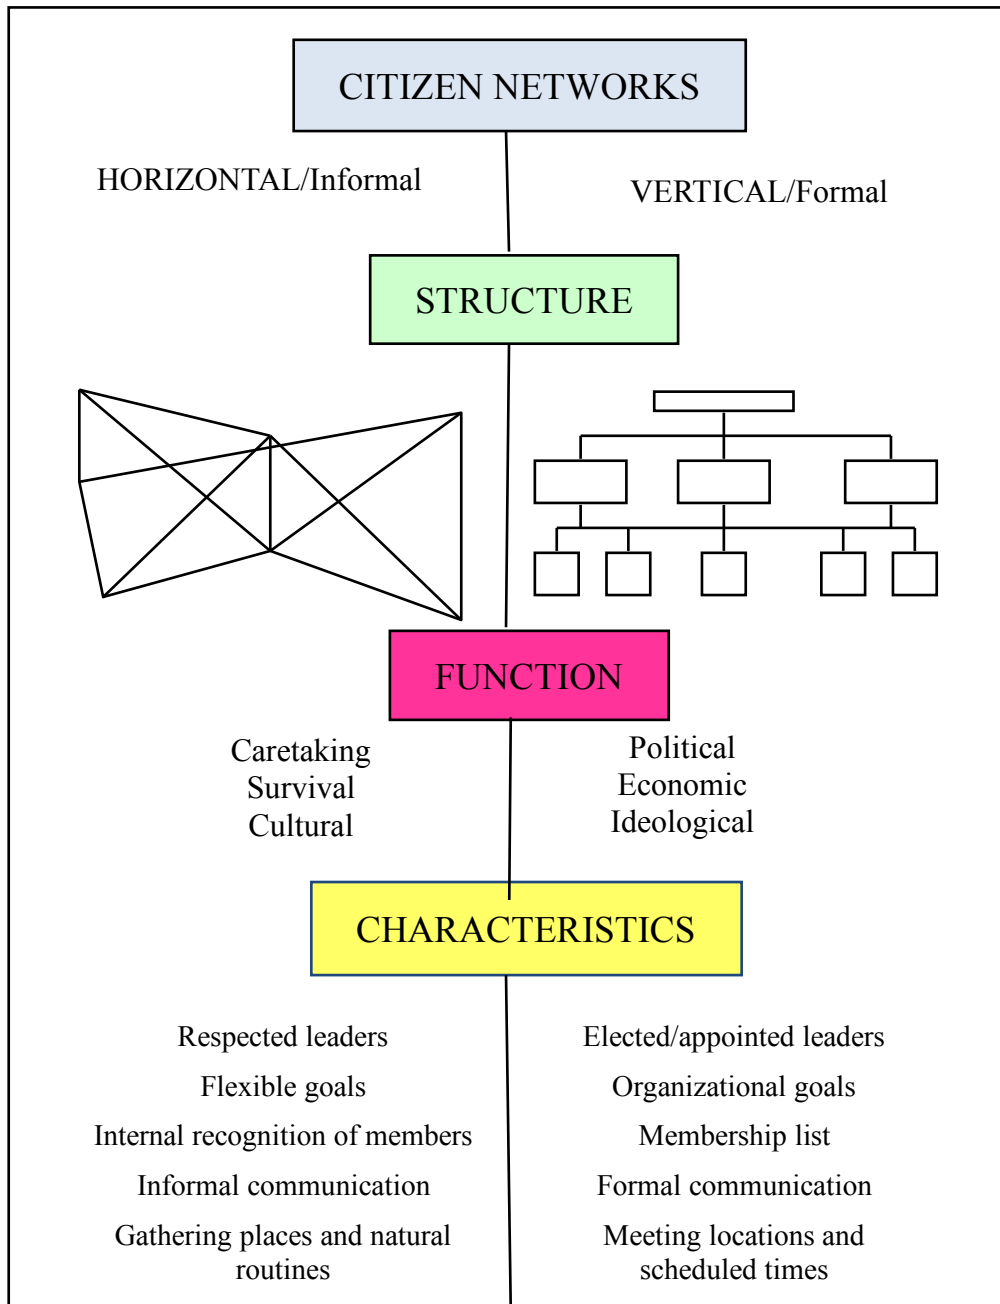 CITIZEN NETWORKS
HORIZONTAL/Informal
VERTICAL/Formal
STRUCTURE
FUNCTION
Caretaking
Survival
Cultural
Political
Economic
Ideological
CHARACTERISTICS
Respected leaders
Flexible goals
Internal recognition of members
Informal communication
Gathering places and natural
routines
Elected/appointed leaders
Organizational goals
Membership list
Formal communication
Meeting locations and
scheduled times